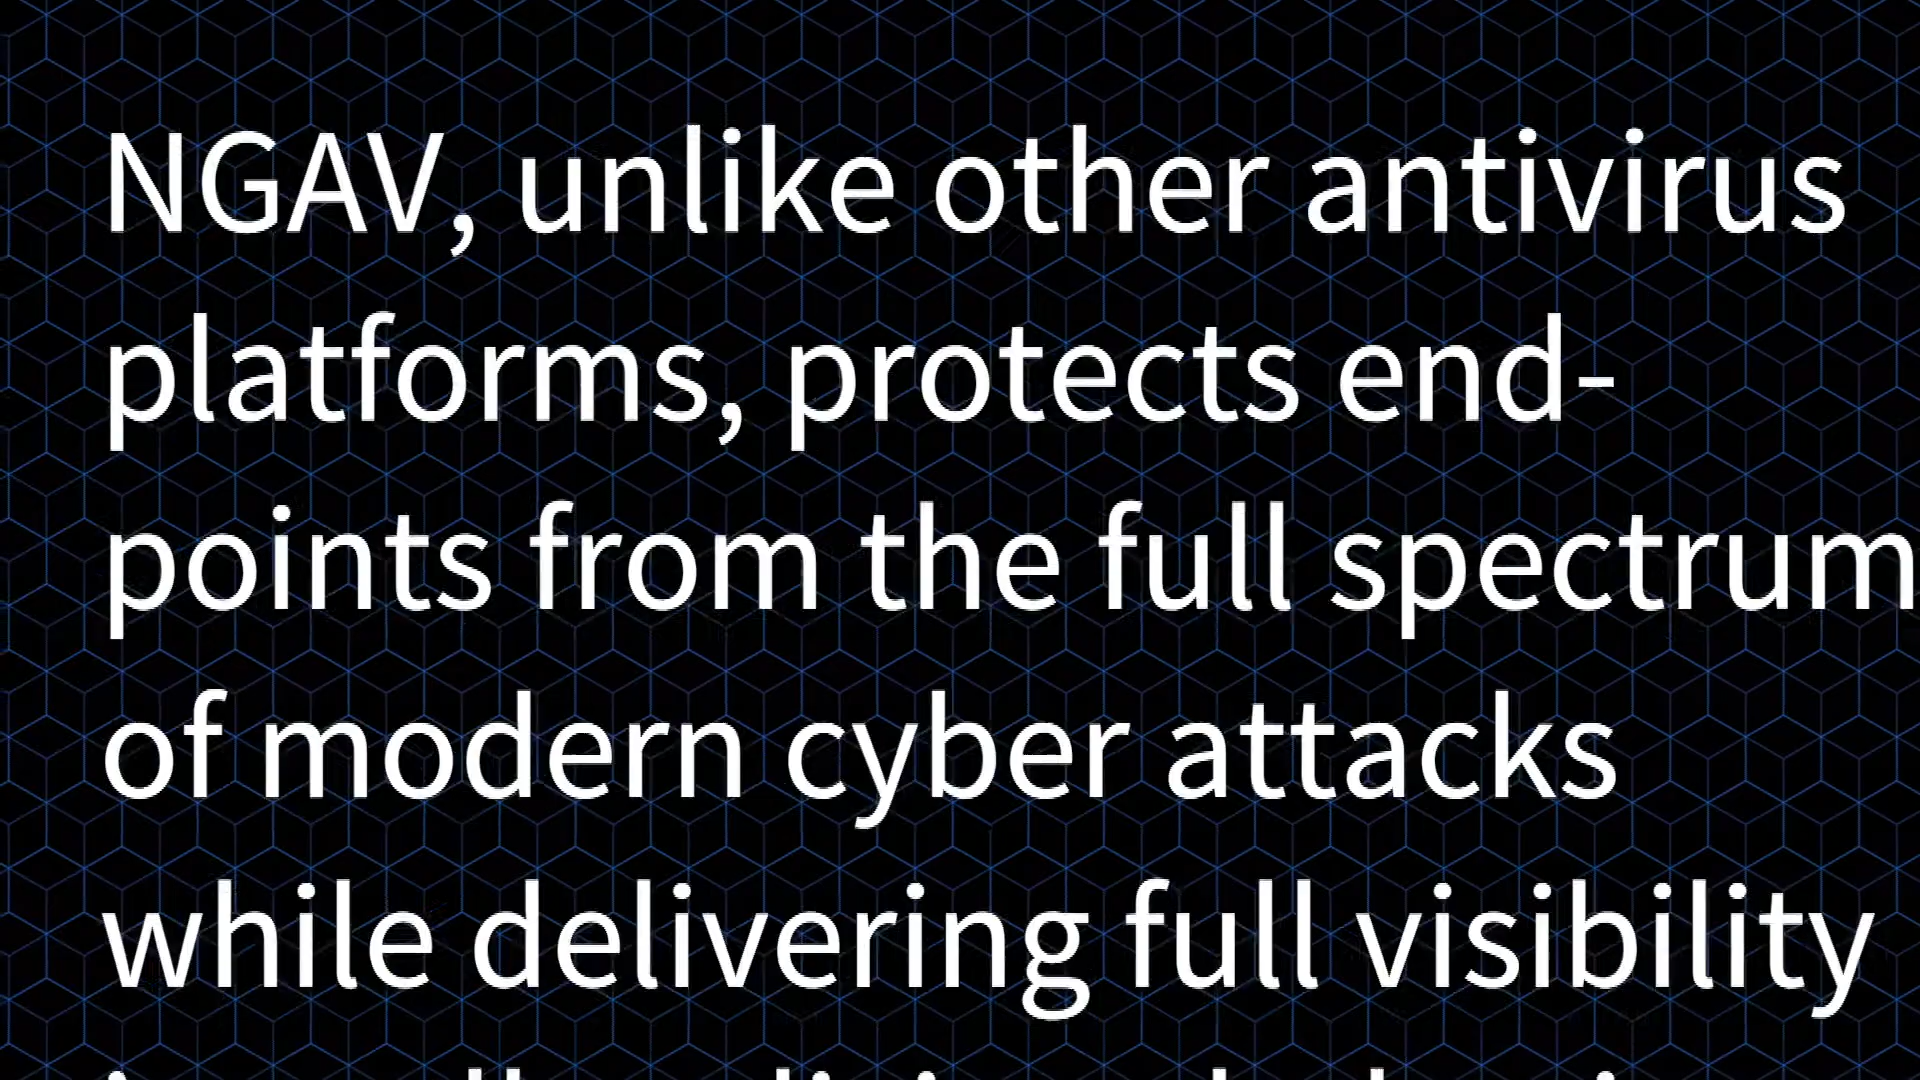 NGAV, unlike other antivirus
platforms, protects end-
points from the full spectrum
of modern cyber attacks
while delivering full visibility